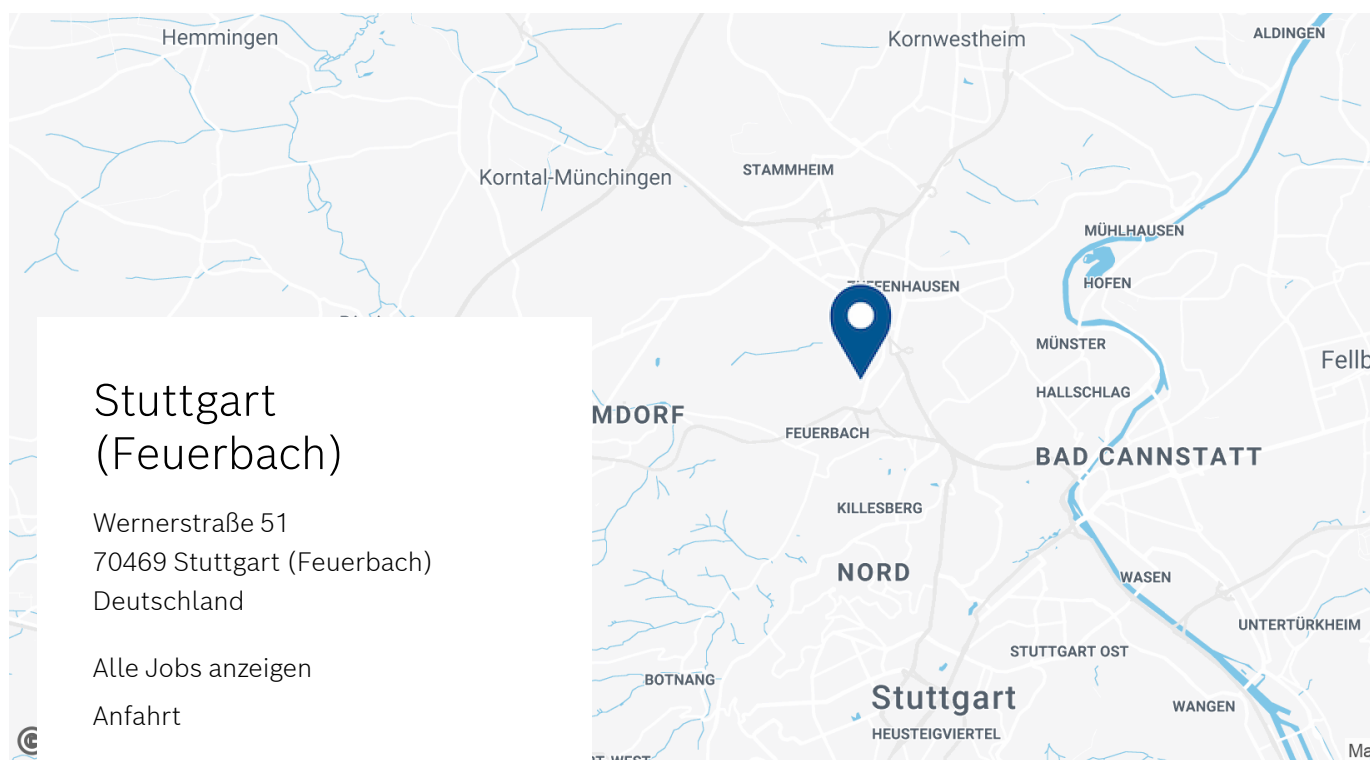 Hemmingen
Kornwestheim
ALDINGEN
Korntal-Münchingen
STAMMHEIM
MÜHLHAUSEN
HOFEN
MÜNSTER
Fellb
HALLSCHLAG
MDORF
FEUERBACH
BAD CANNSTATT
KILLESBERG
NORD
WASEN
UNTERTÜRKHEIM
STUTTGART OST
BOTNANG
Stuttgart
WANGEN
HEUSTEIGVIERTEL
Ma
Stuttgart
(Feuerbach)
Wernerstraße 51
70469 Stuttgart (Feuerbach)
Deutschland
Alle Jobs anzeigen
Anfahrt